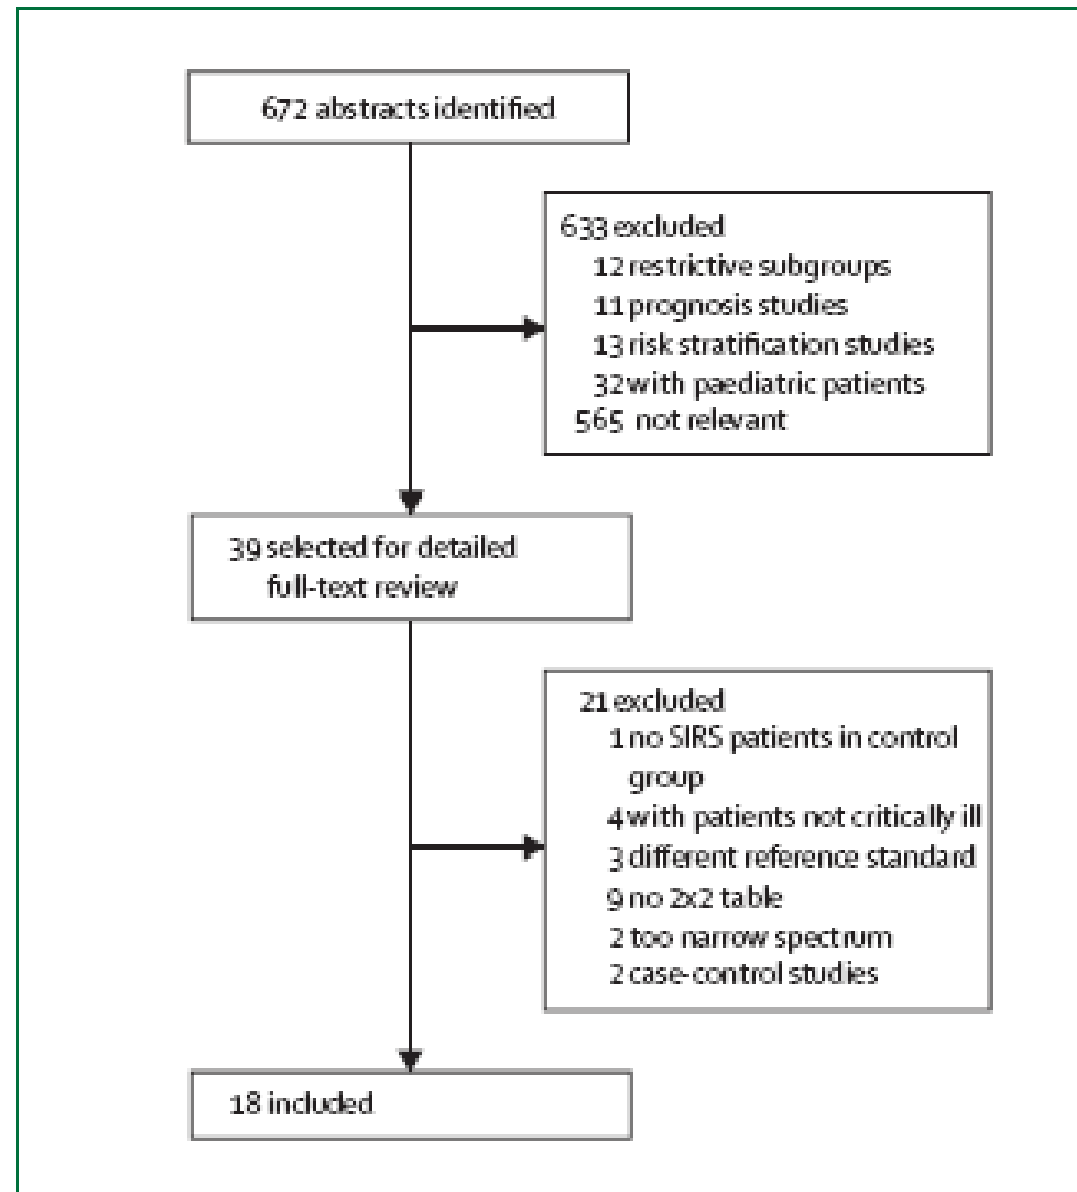 672 abstracts identified
633 excluded
12 restrictive subgroups
11 prognosis studies
13 risk stratification studies
32 with paediatric patients
565 not relevant
39 selected for detailed
full-text review
21 excluded
1 no SIRS patients in control
group
4 with patients not critically ill
3 different reference standard
9 no 2x2 table
2 too narrow spectrum
2 case-control studies
18 included